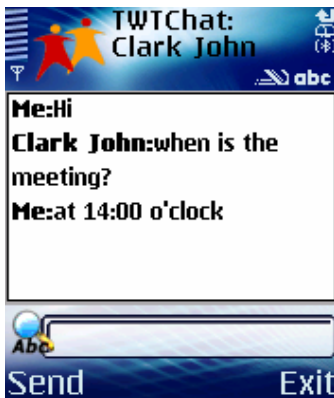 TWTChat:
Clark John
abc
Me:Hi
Clark John:when is the
meeting?
Me:at 14:00 o'clock
Abc
Send Exit